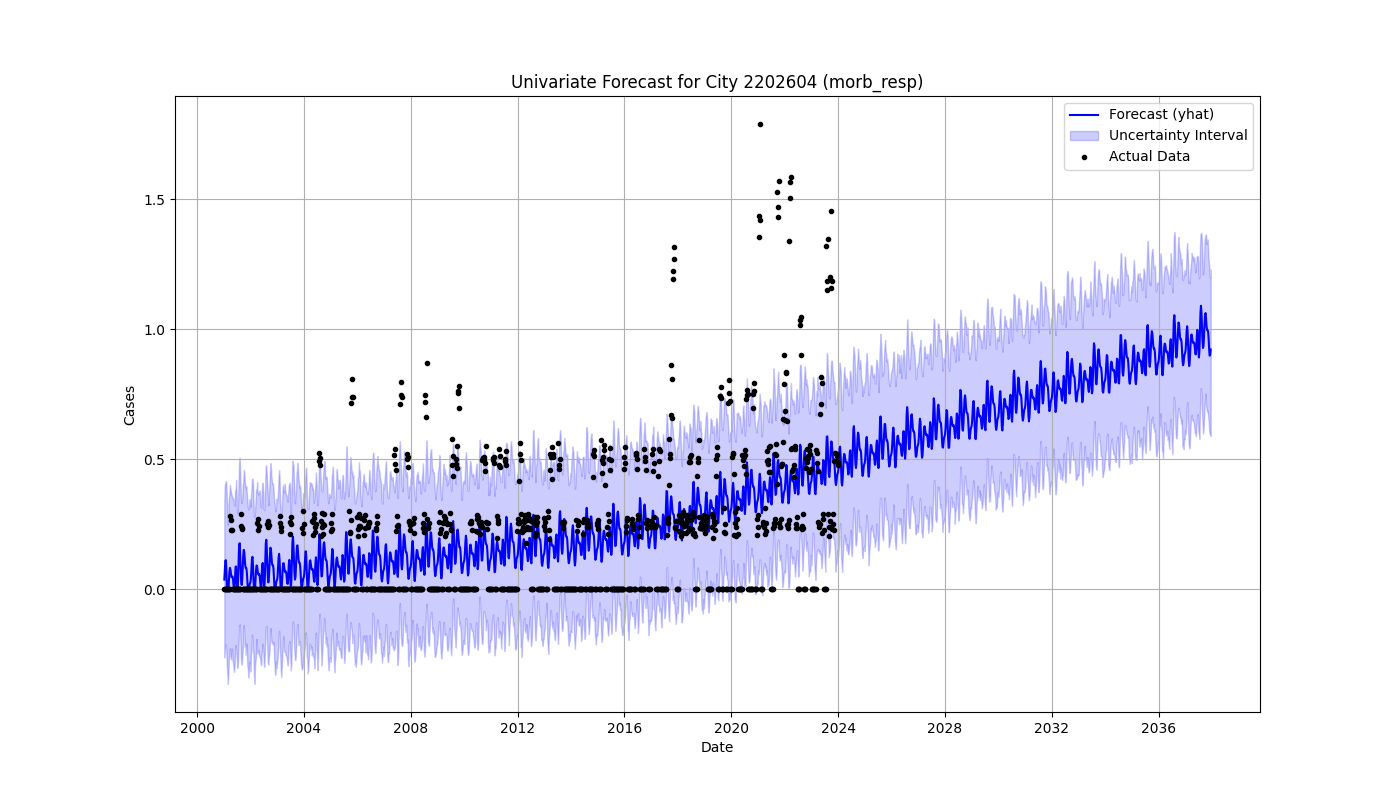 Univariate Forecast for City 2202604 (morb_resp)
Forecast (yhat)
Uncertainty Interval
Actual Data
Cases
1.5
1.0
0.5
0.0
2000 2004 2008 2012 2016 2020 2024 2028 2032 2036
Date